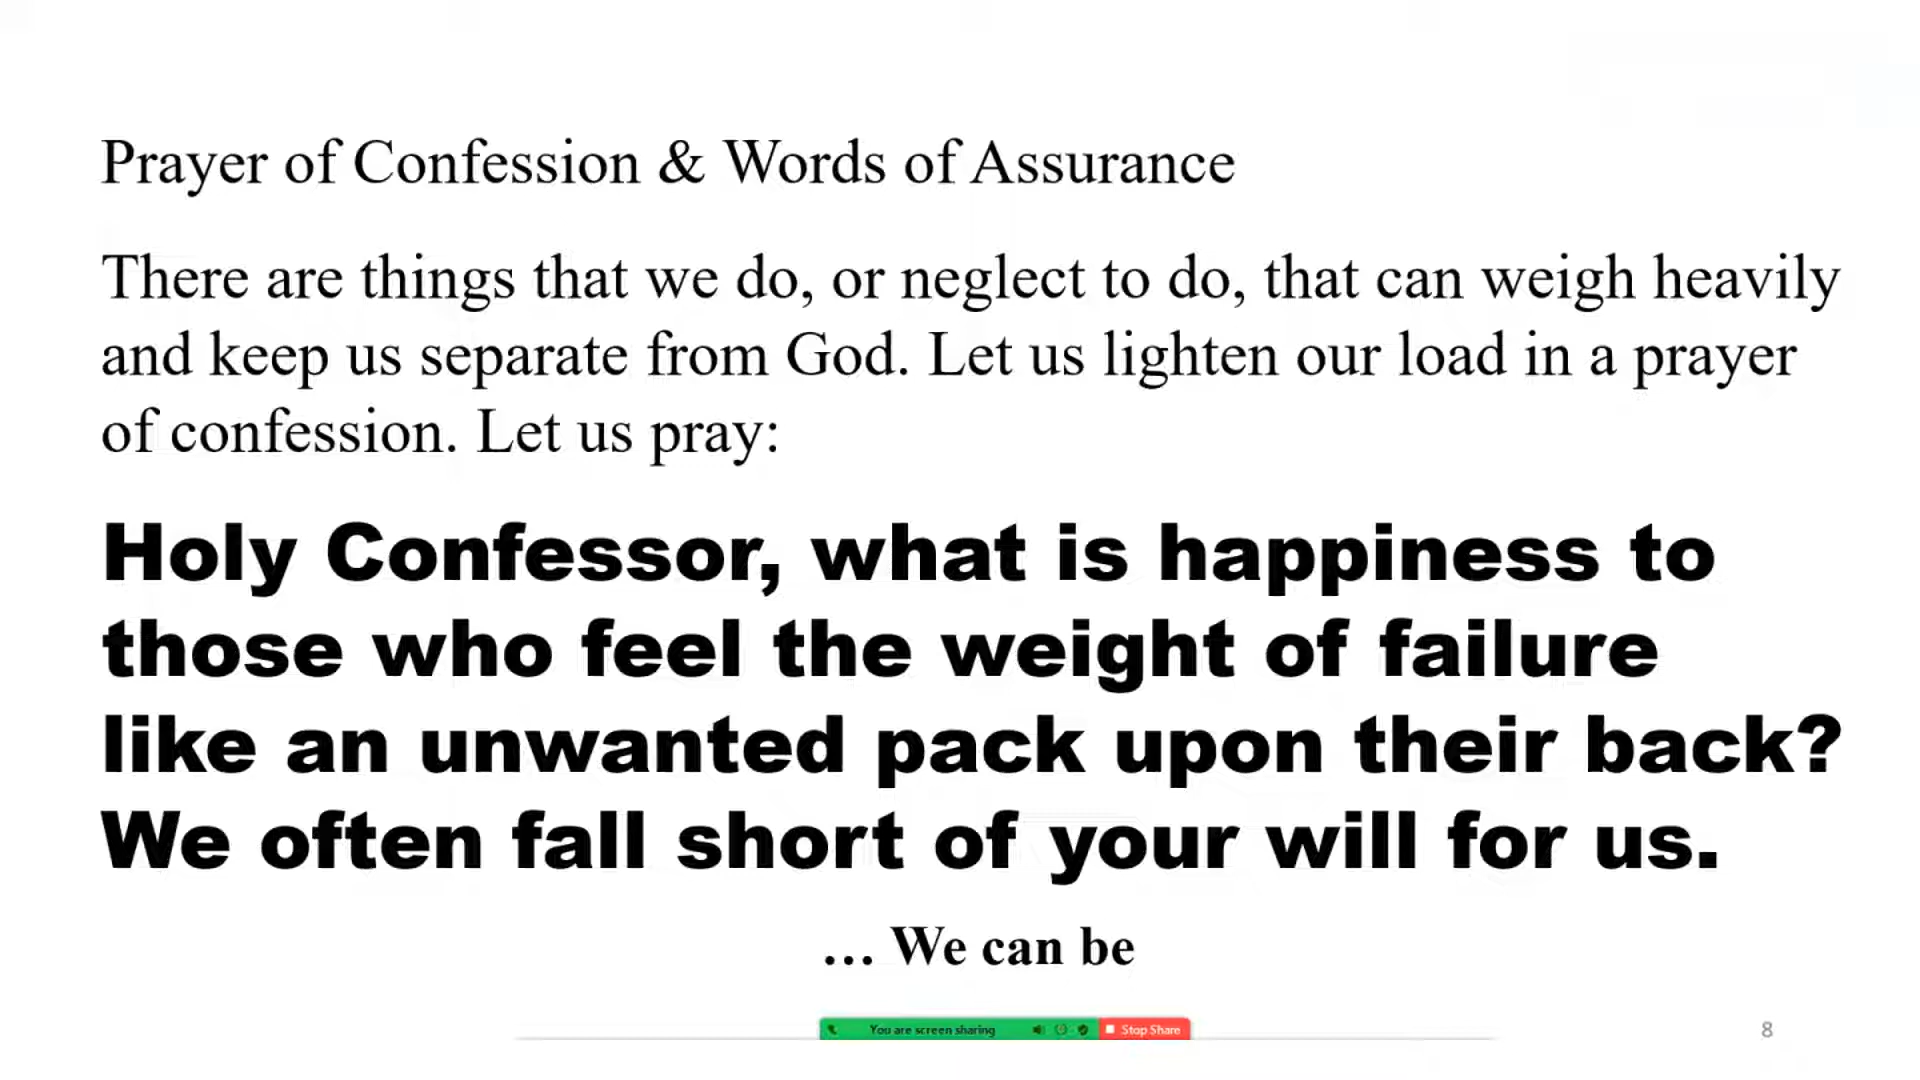 Prayer of Confession & Words of Assurance
There are things that we do, or neglect to do, that can weigh heavily
and keep us separate from God. Let us lighten our load in a prayer
of confession. Let us pray:
Holy Confessor, what is happiness to
those who feel the weight of failure
like an unwanted pack upon their back?
We often fall short of your will for us.
… We can be
You are screen sharing
Stop Share
8